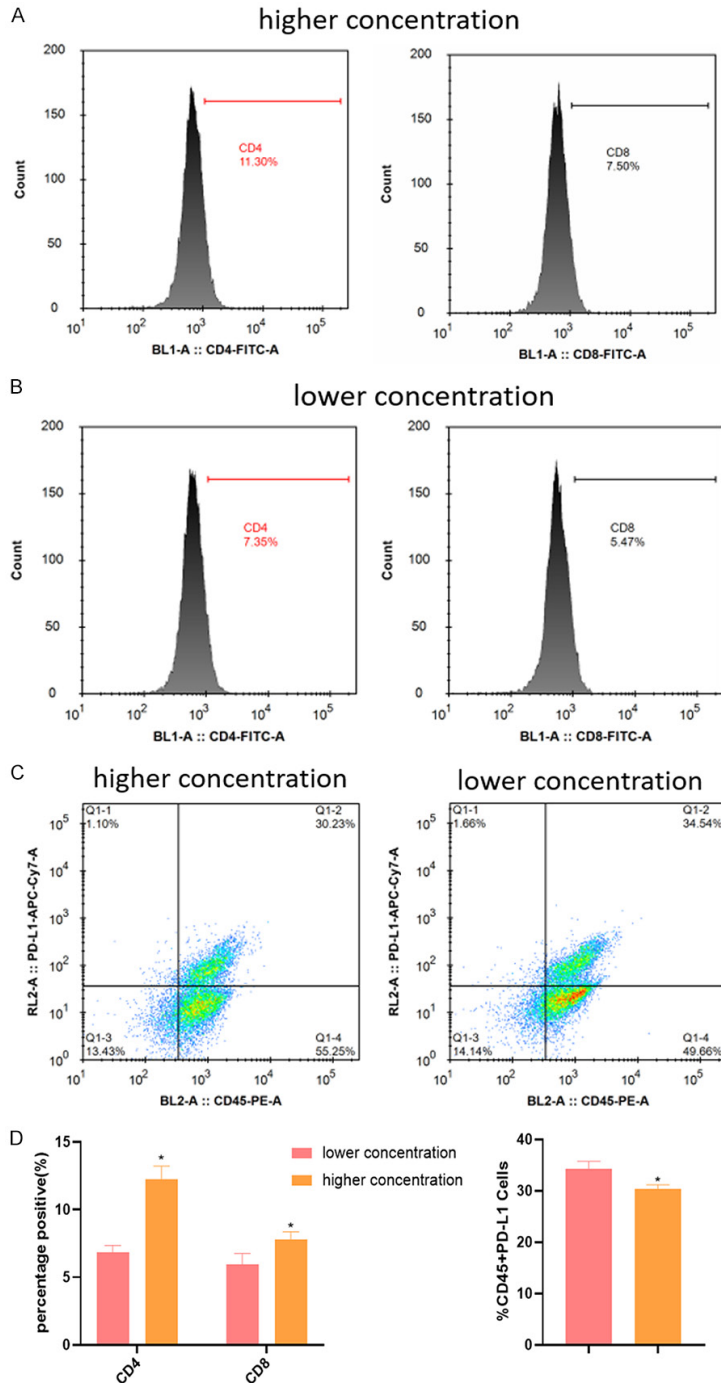 A
higher concentration
200
150
100
50
0
Count
CD4
11.30%
10¹ 10² 10³ 10⁴ 10⁵
BL1-A :: CD4-FITC-A
200
150
100
50
0
Count
CD8
7.50%
10¹ 10² 10³ 10⁴ 10⁵
BL1-A :: CD8-FITC-A
B
lower concentration
200
150
100
50
0
Count
CD4
7.35%
10¹ 10² 10³ 10⁴ 10⁵
BL1-A :: CD4-FITC-A
200
150
100
50
0
Count
CD8
5.47%
10¹ 10² 10³ 10⁴ 10⁵
BL1-A :: CD8-FITC-A
C
higher concentration
Q1-1
1.10%
Q1-2
30.23%
10⁵
10⁴
10³
10²
10¹
10⁰
RL2-A :: PD-L1-APC-Cy7-A
Q1-3
13.43%
Q1-4
55.25%
10¹ 10² 10³ 10⁴ 10⁵
BL2-A :: CD45-PE-A
lower concentration
Q1-1
1.66%
Q1-2
34.54%
10⁵
10⁴
10³
10²
10¹
10⁰
RL2-A :: PD-L1-APC-Cy7-A
Q1-3
14.14%
Q1-4
49.66%
10¹ 10² 10³ 10⁴ 10⁵
BL2-A :: CD45-PE-A
D
15
10
5
0
percentage positive(%)
*
*
CD4
CD8
lower concentration
higher concentration
40
30
20
10
0
%CD45+PD-L1 Cells
*